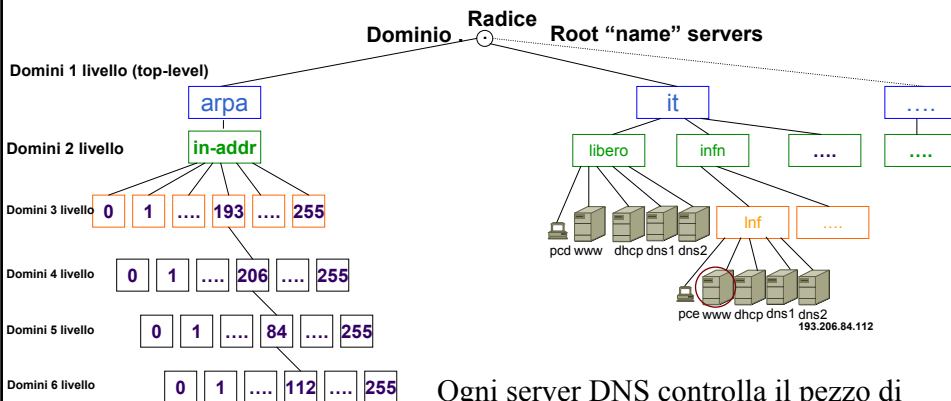 Radice
Dominio . Root “name” servers
Domini 1 livello (top-level)
arpa it ....
Domini 2 livello in-addr libero infn .... ....
Domini 3 livello 0 1 .... 193 .... 255 lnf ....
pcd www dhcp dns1 dns2
Domini 4 livello 0 1 .... 206 .... 255
pce www dhcp dns1 dns2
193.206.84.112
Domini 5 livello 0 1 .... 84 .... 255
Domini 6 livello 0 1 .... 112 .... 255
Ogni server DNS controlla il pezzo di